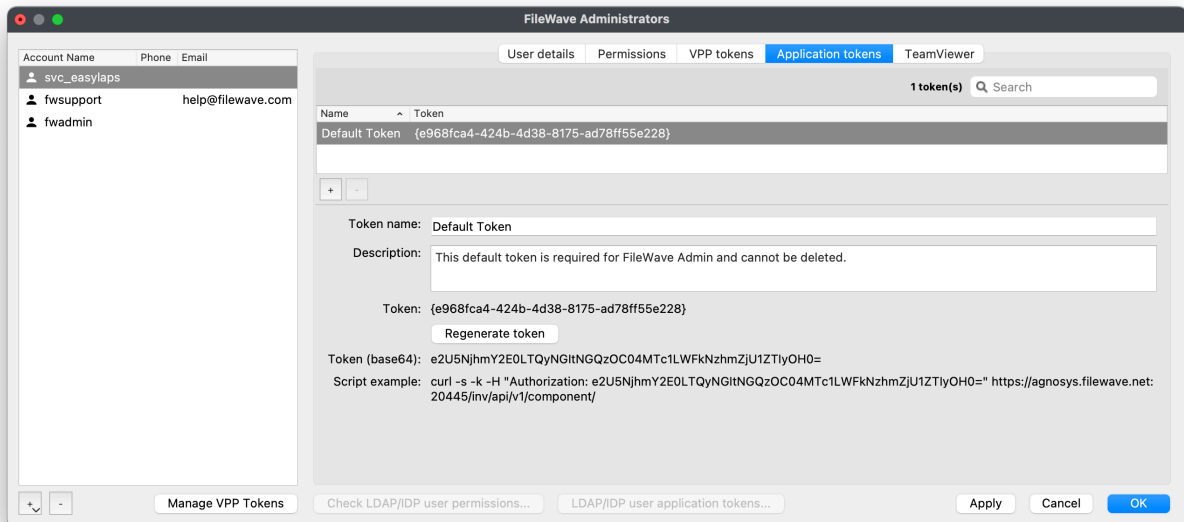 FileWave Administrators
Account Name Phone Email
svc_easylaps
fwsupport help@filewave.com
fwadmin
User details Permissions VPP tokens Application tokens TeamViewer
1 token(s) Search
Name Token
Default Token {e968fca4-424b-4d38-8175-ad78ff55e228}
+ -
Token name: Default Token
Description: This default token is required for FileWave Admin and cannot be deleted.
Token: {e968fca4-424b-4d38-8175-ad78ff55e228}
Regenerate token
Token (base64): e2U5NjhmY2E0LTQyNGItNGQzOC04MTc1LWFkNzhmZjU1ZTIyOH0=
Script example: curl -s -k -H "Authorization: e2U5NjhmY2E0LTQyNGItNGQzOC04MTc1LWFkNzhmZjU1ZTIyOH0=" https://agnosys.filewave.net:
20445/inv/api/v1/component/
+ - Manage VPP Tokens Check LDAP/IDP user permissions... LDAP/IDP user application tokens... Apply Cancel OK